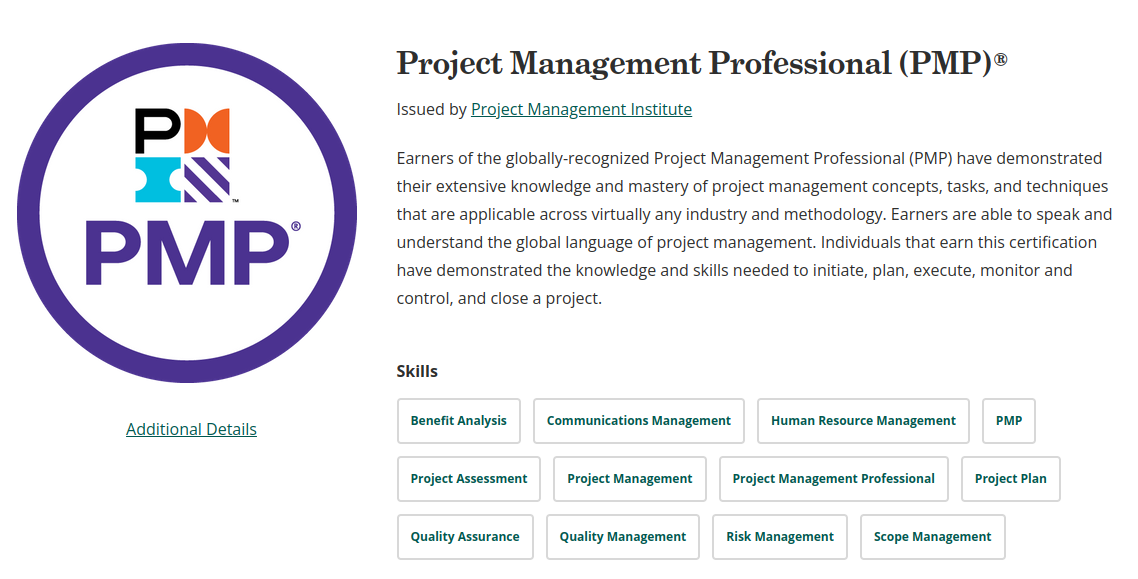 P
™
PMP®
Additional Details
Project Management Professional (PMP)®
Issued by Project Management Institute
Earners of the globally-recognized Project Management Professional (PMP) have demonstrated
their extensive knowledge and mastery of project management concepts, tasks, and techniques
that are applicable across virtually any industry and methodology. Earners are able to speak and
understand the global language of project management. Individuals that earn this certification
have demonstrated the knowledge and skills needed to initiate, plan, execute, monitor and
control, and close a project.
Skills
Benefit Analysis Communications Management Human Resource Management PMP
Project Assessment Project Management Project Management Professional Project Plan
Quality Assurance Quality Management Risk Management Scope Management